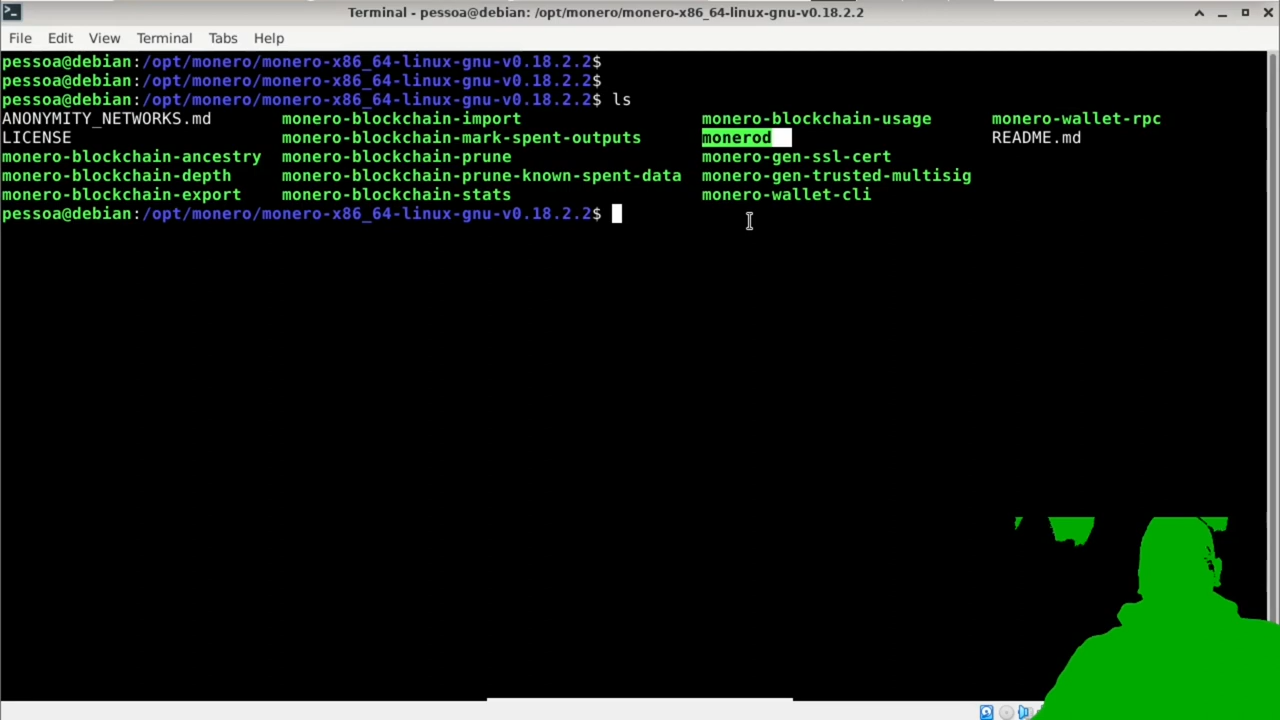 Terminal - pessoa@debian: /opt/monero/monero-x86_64-linux-gnu-v0.18.2.2
File Edit View Terminal Tabs Help
pessoa@debian:/opt/monero/monero-x86_64-linux-gnu-v0.18.2.2$
pessoa@debian:/opt/monero/monero-x86_64-linux-gnu-v0.18.2.2$
pessoa@debian:/opt/monero/monero-x86_64-linux-gnu-v0.18.2.2$ ls
ANONYMITY_NETWORKS.md monero-blockchain-import monero-blockchain-usage monero-wallet-rpc
LICENSE monero-blockchain-mark-spent-outputs monerod README.md
monero-blockchain-ancestry monero-blockchain-prune monero-gen-ssl-cert
monero-blockchain-depth monero-blockchain-prune-known-spent-data monero-gen-trusted-multisig
monero-blockchain-export monero-blockchain-stats monero-wallet-cli
pessoa@debian:/opt/monero/monero-x86_64-linux-gnu-v0.18.2.2$